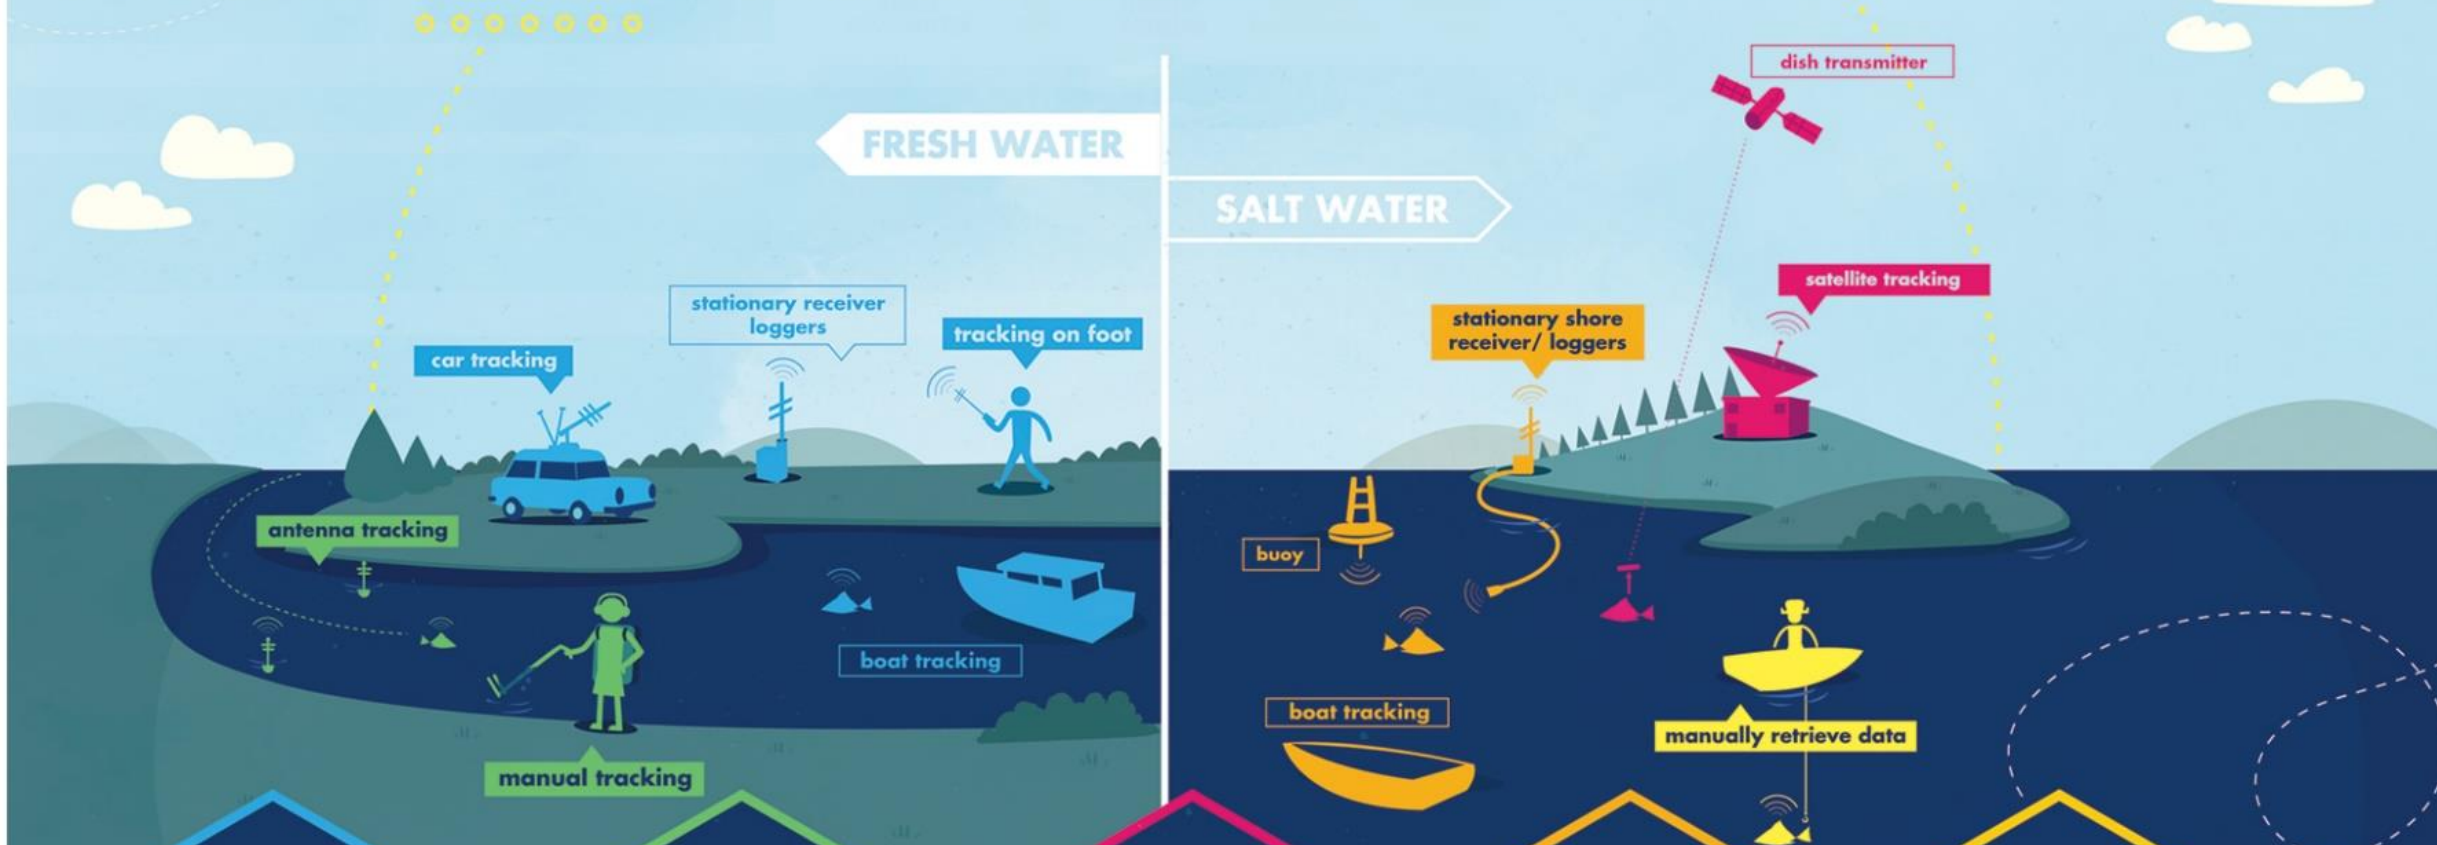 FRESH WATER
SALT WATER
car tracking
stationary receiver
loggers
tracking on foot
antenna tracking
boat tracking
manual tracking
dish transmitter
satellite tracking
stationary shore
receiver/ loggers
buoy
boat tracking
manually retrieve data